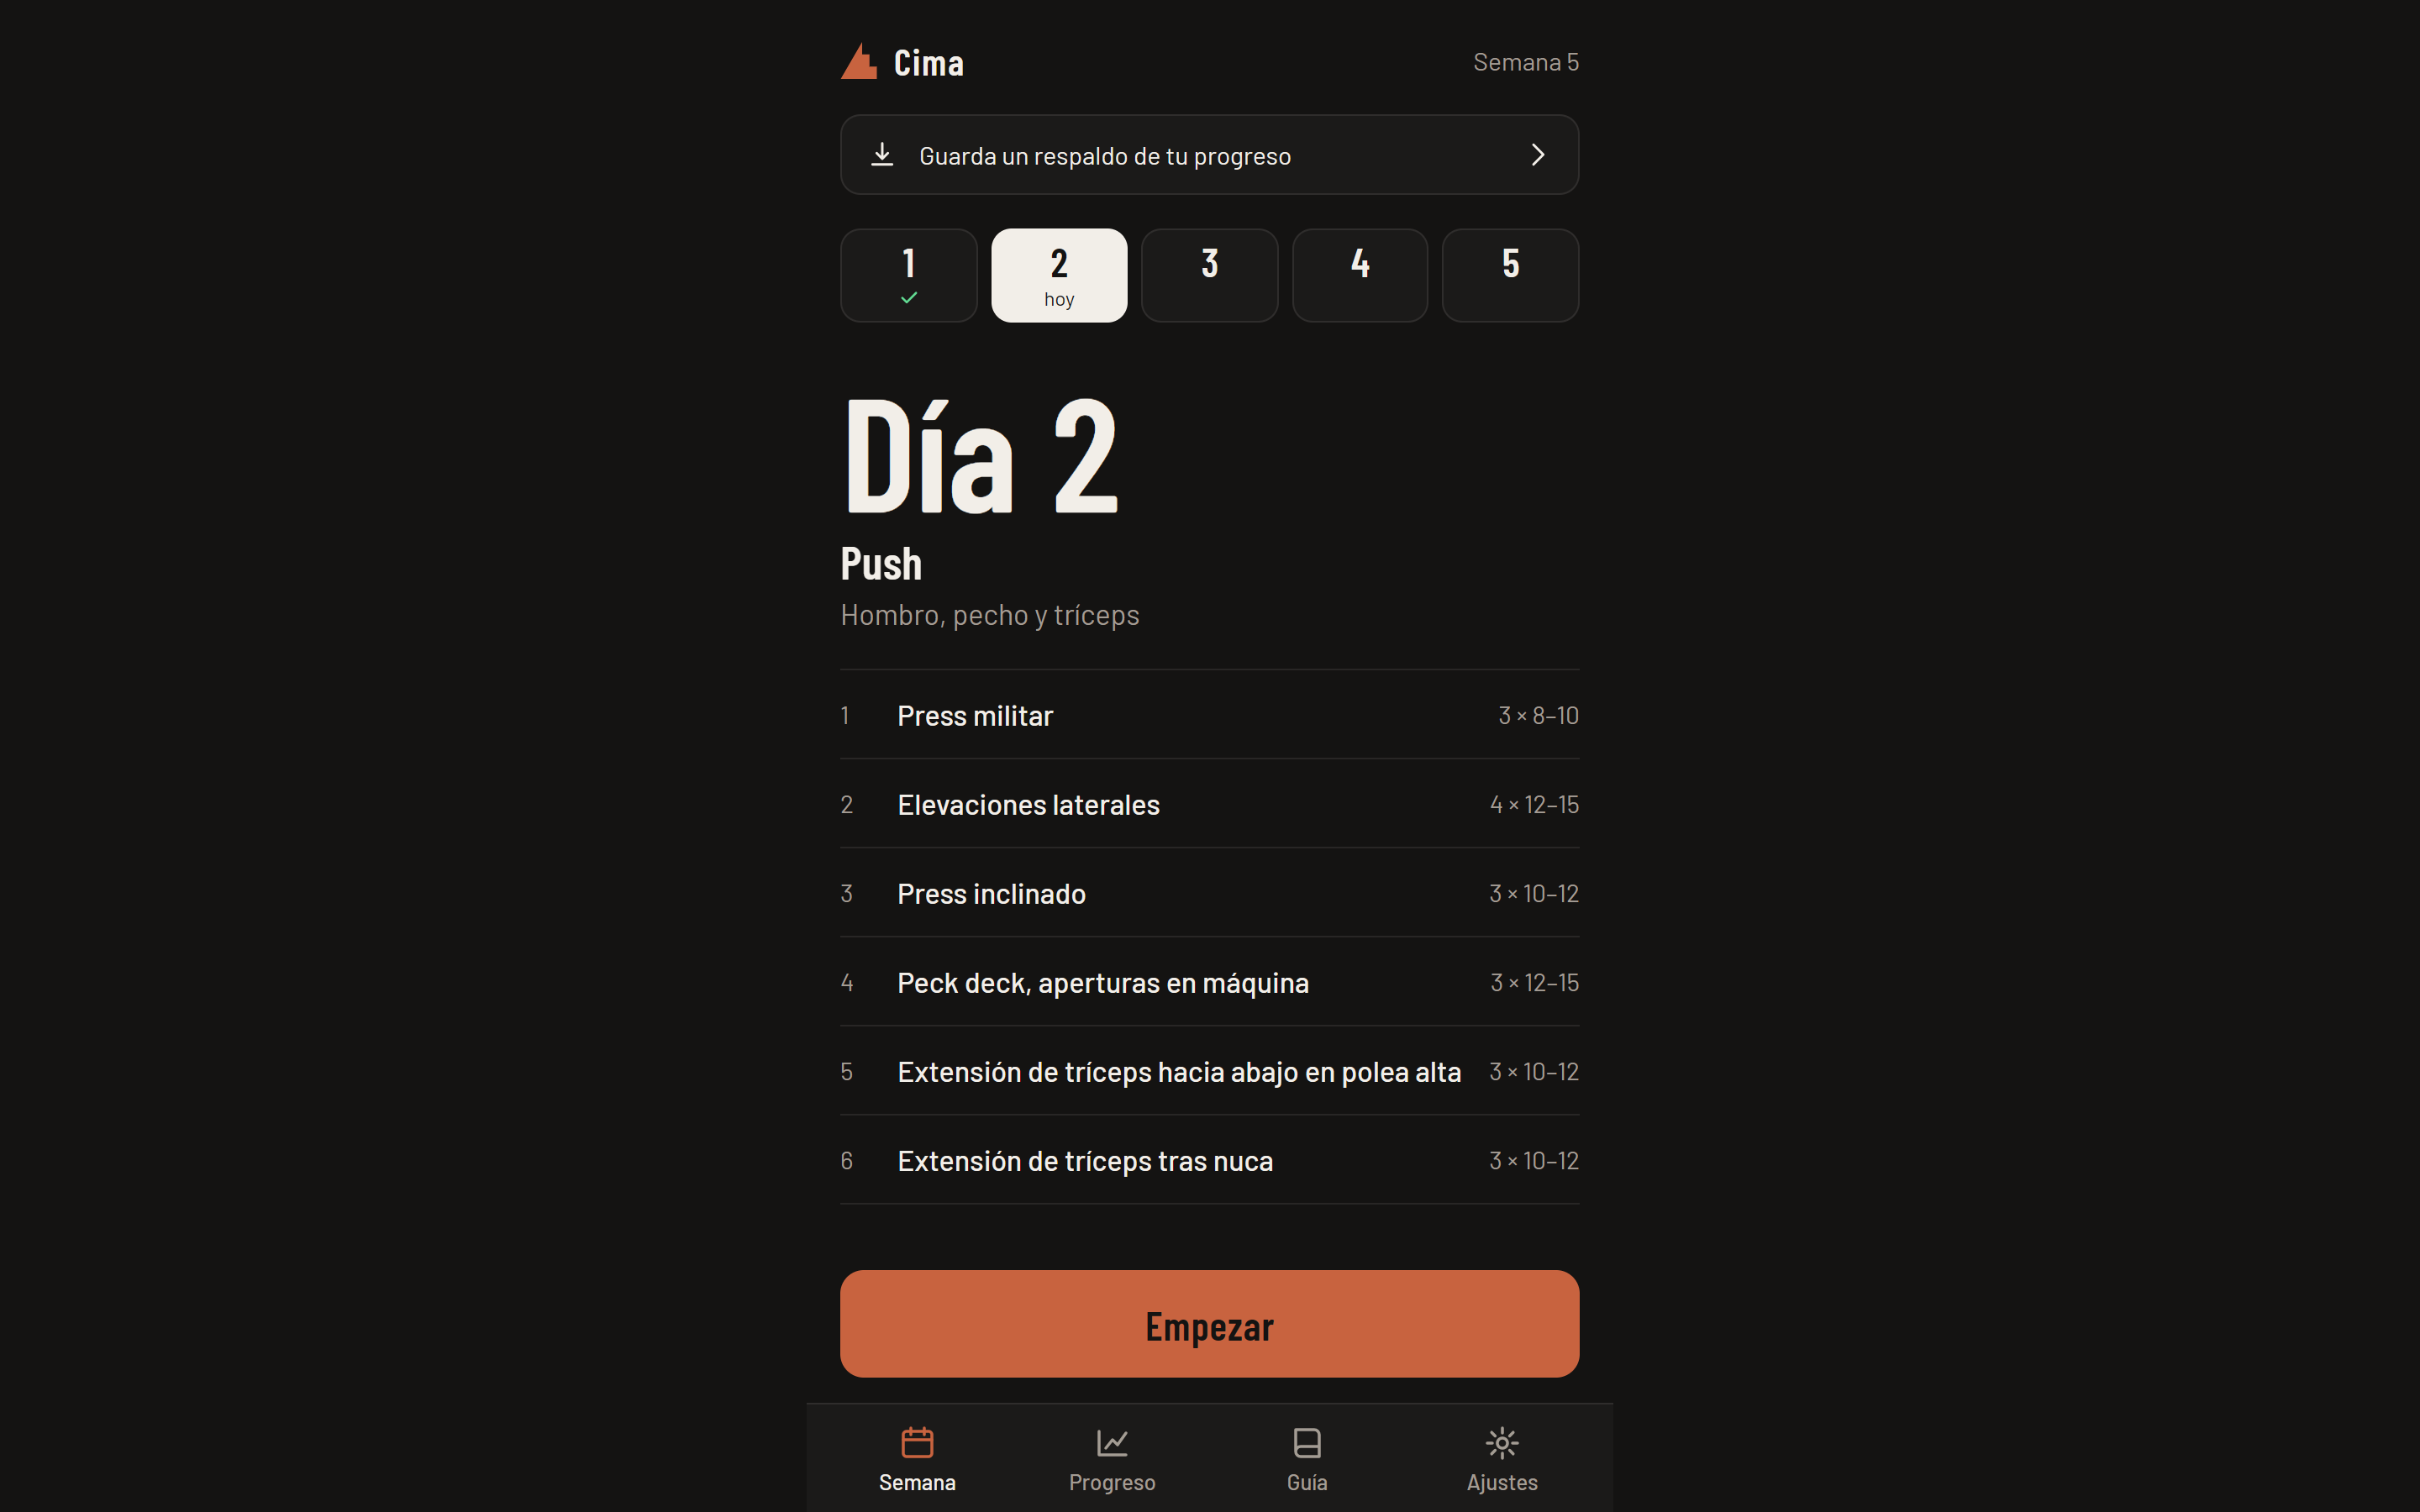 Cima
Semana 5
Guarda un respaldo de tu progreso
1
2
hoy
3
4
5
Día 2
Push
Hombro, pecho y tríceps
1 Press militar 3 × 8–10
2 Elevaciones laterales 4 × 12–15
3 Press inclinado 3 × 10–12
4 Peck deck, aperturas en máquina 3 × 12–15
5 Extensión de tríceps hacia abajo en polea alta 3 × 10–12
6 Extensión de tríceps tras nuca 3 × 10–12
Empezar
Semana
Progreso
Guía
Ajustes